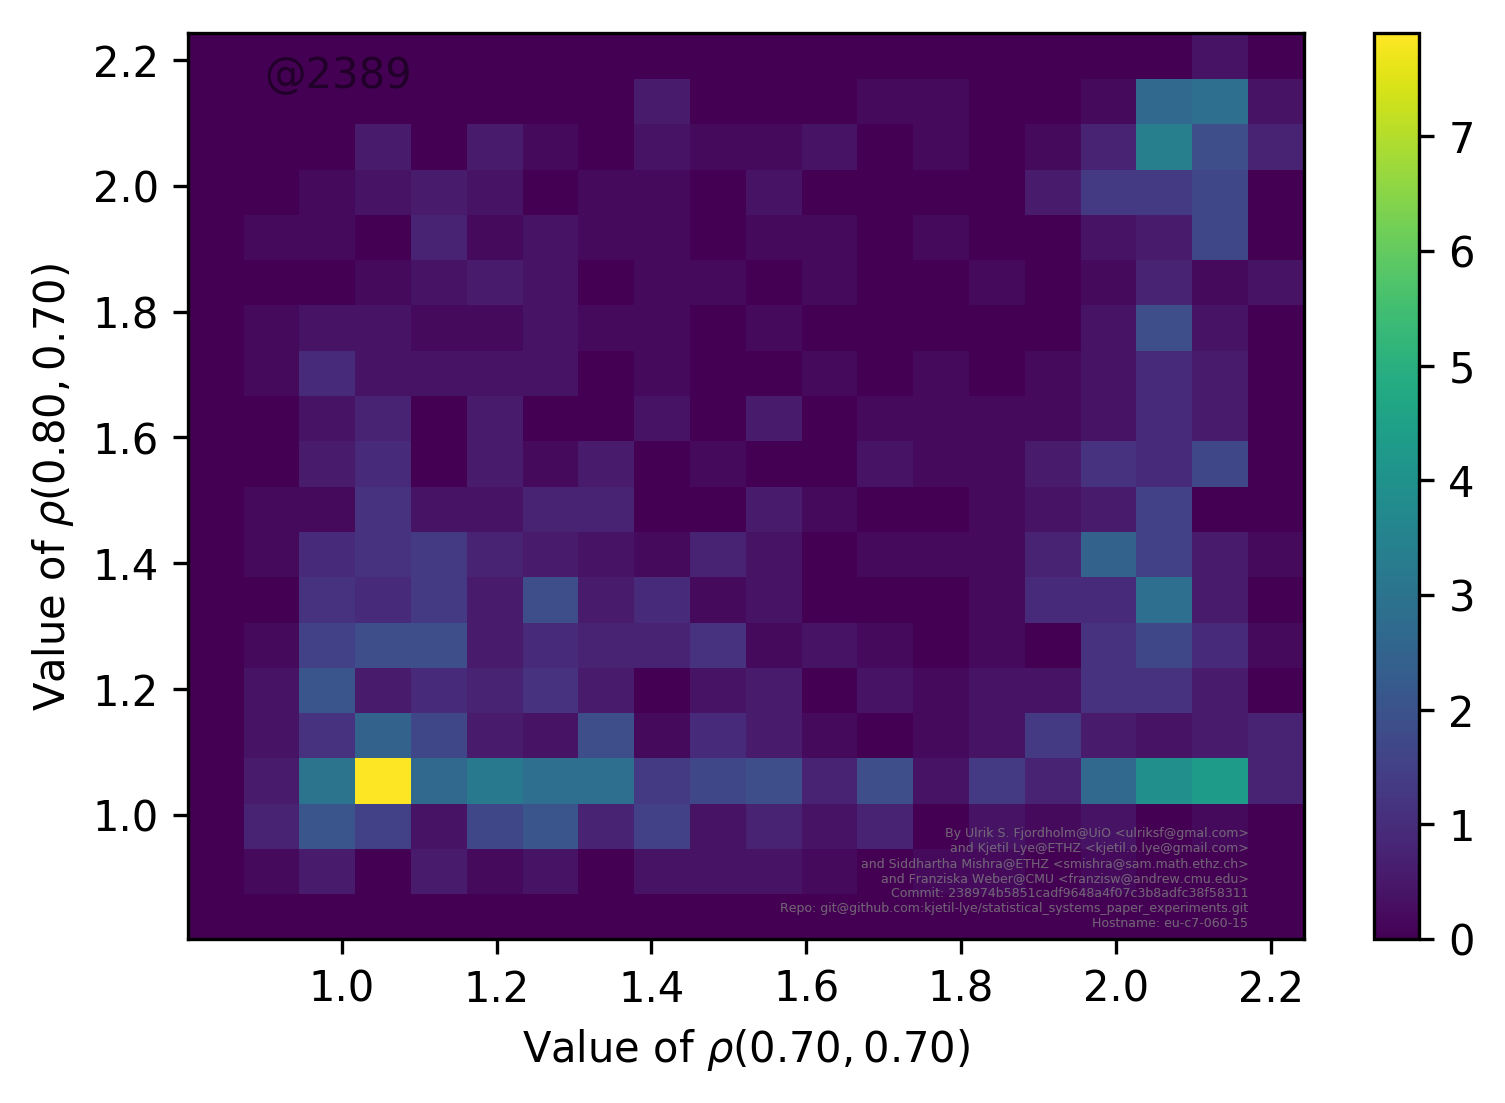 @2389
2.2
2.0
1.8
1.6
1.4
1.2
1.0
Value of ρ(0.80, 0.70)
1.0 1.2 1.4 1.6 1.8 2.0 2.2
Value of ρ(0.70, 0.70)
7
6
5
4
3
2
1
0
By Ulrik S. Fjordholm@UiO <ulriksf@gmal.com>
and Kjetil Lye@ETHZ <kjetil.o.lye@gmail.com>
and Siddhartha Mishra@ETHZ <smishra@sam.math.ethz.ch>
and Franziska Weber@CMU <franzisw@andrew.cmu.edu>
Commit: 238974b5851cadf9648a4f07c3b8adfc38f58311
Repo: git@github.com:kjetil-lye/statistical_systems_paper_experiments.git
Hostname: eu-c7-060-15